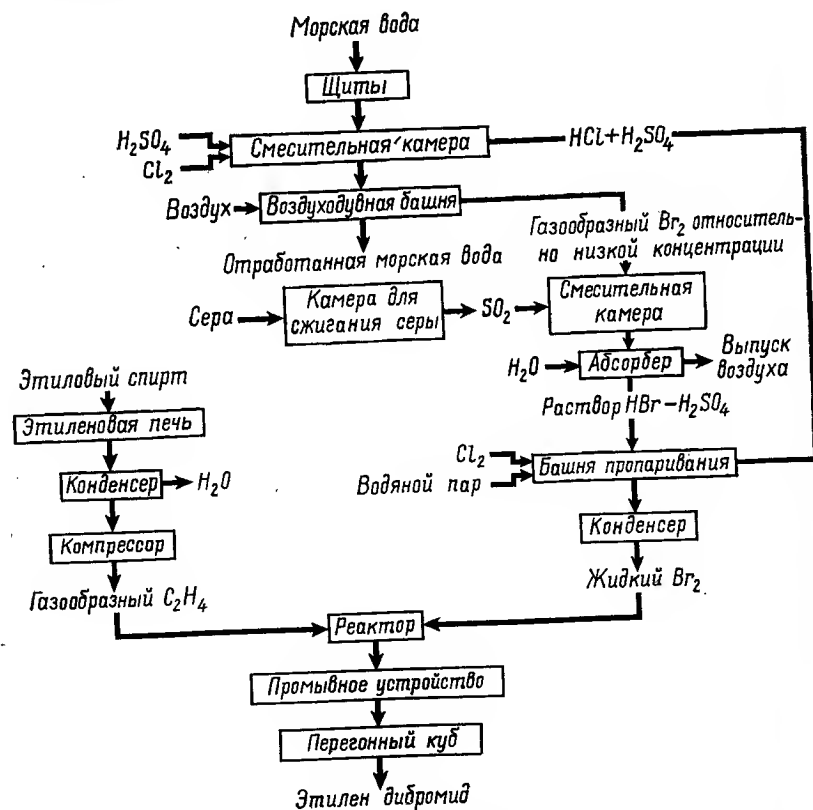 Морская вода
Щиты
H₂SO₄
Cl₂
Смесительная камера
HCl+H₂SO₄
Воздух
Воздуходувная башня
Отработанная морская вода
Газообразный Br₂ относитель-
но низкой концентрации
Сера
Камера для
сжигания серы
SO₂
Смесительная
камера
H₂O
Абсорбер
Выпуск
воздуха
Раствор HBr–H₂SO₄
Этиловый спирт
Этиленовая печь
Конденсер
H₂O
Компрессор
Газообразный C₂H₄
Cl₂
Водяной пар
Башня пропаривания
Конденсер
Жидкий Br₂
Реактор
Промывное устройство
Перегонный куб
Этилен дибромид